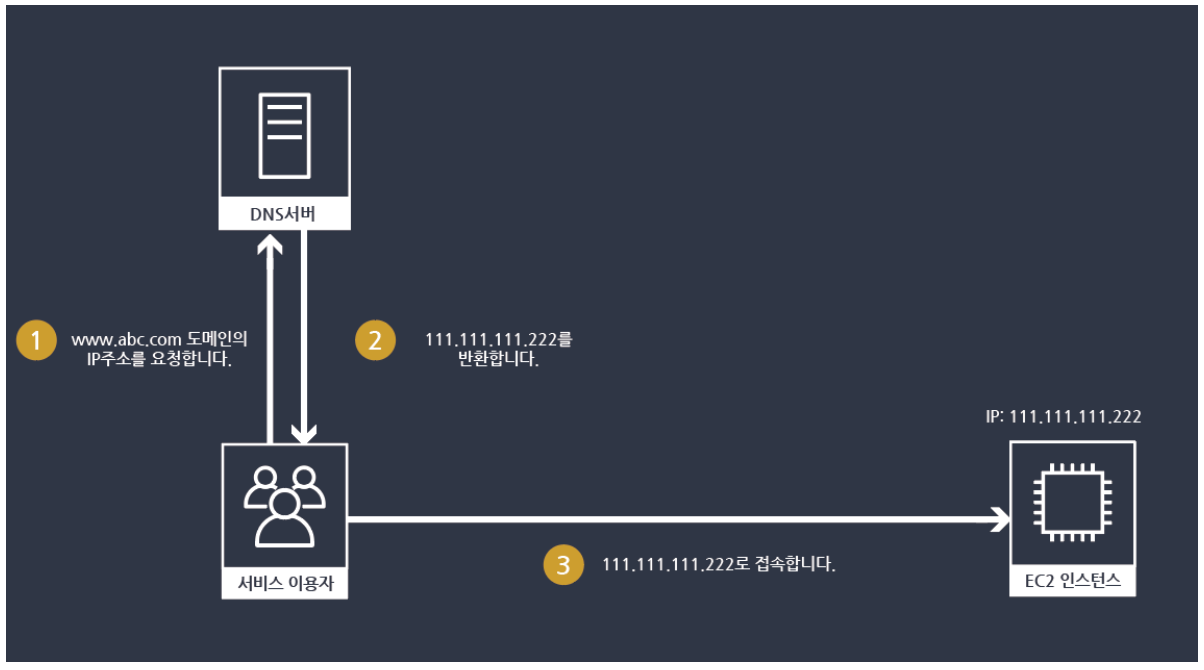 DNS서버
1
www.abc.com 도메인의
IP주소를 요청합니다.
2
111.111.111.222를
반환합니다.
IP: 111.111.111.222
서비스 이용자
3
111.111.111.222로 접속합니다.
EC2 인스턴스